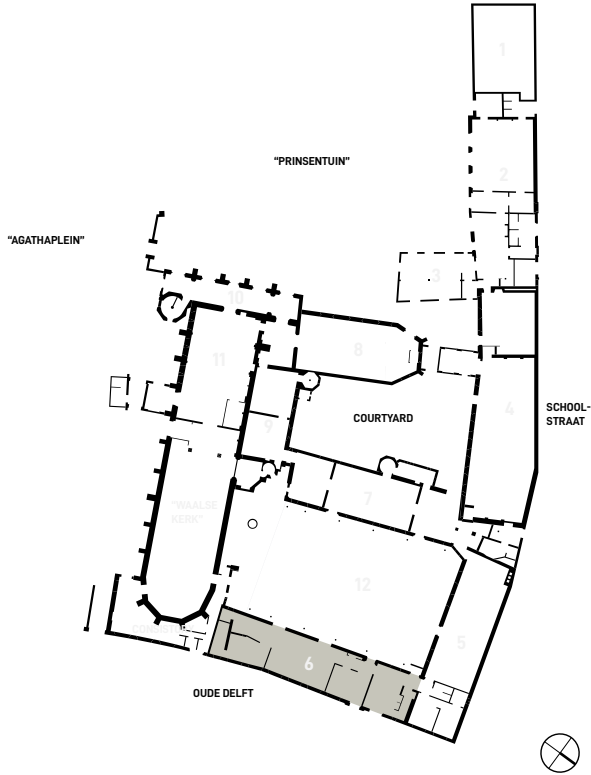 1
"PRINSENTUIN"
2
"AGATHAPLEIN"
3
10
8
11
4
SCHOOL-
STRAAT
COURTYARD
9
7
"WAALSE
KERK"
12
5
6
OUDE DELFT